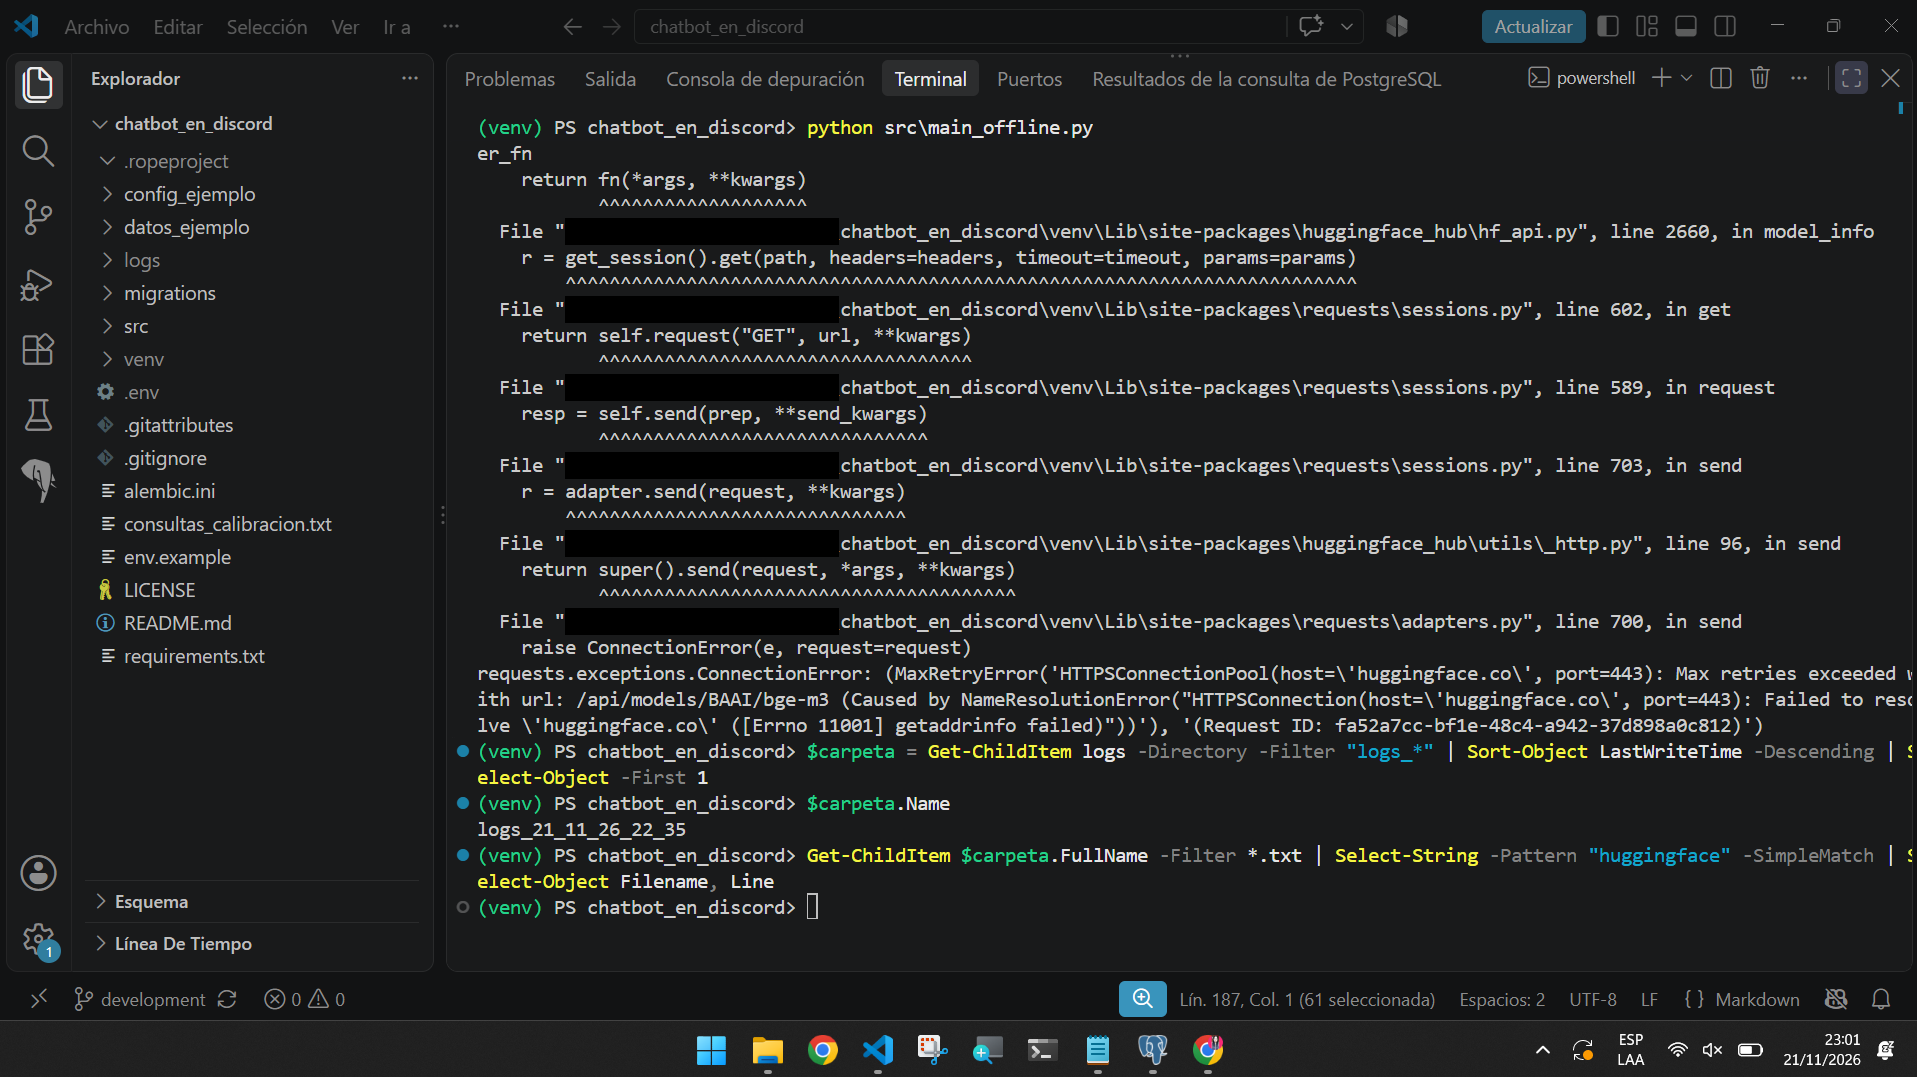 Archivo Editar Selección Ver Ir a ···
chatbot_en_discord
Actualizar
Explorador ···
chatbot_en_discord
.ropeproject
config_ejemplo
datos_ejemplo
logs
migrations
src
venv
.env
.gitattributes
.gitignore
alembic.ini
consultas_calibracion.txt
env.example
LICENSE
README.md
requirements.txt
Esquema
Línea De Tiempo
1
Problemas Salida Consola de depuración Terminal Puertos Resultados de la consulta de PostgreSQL
powershell
(venv) PS chatbot_en_discord> python src\main_offline.py
er_fn
    return fn(*args, **kwargs)
           ^^^^^^^^^^^^^^^^^^^
  File "chatbot_en_discord\venv\Lib\site-packages\huggingface_hub\hf_api.py", line 2660, in model_info
    r = get_session().get(path, headers=headers, timeout=timeout, params=params)
        ^^^^^^^^^^^^^^^^^^^^^^^^^^^^^^^^^^^^^^^^^^^^^^^^^^^^^^^^^^^^^^^^^^^^^^^^
  File "chatbot_en_discord\venv\Lib\site-packages\requests\sessions.py", line 602, in get
    return self.request("GET", url, **kwargs)
           ^^^^^^^^^^^^^^^^^^^^^^^^^^^^^^^^^^
  File "chatbot_en_discord\venv\Lib\site-packages\requests\sessions.py", line 589, in request
    resp = self.send(prep, **send_kwargs)
           ^^^^^^^^^^^^^^^^^^^^^^^^^^^^^^
  File "chatbot_en_discord\venv\Lib\site-packages\requests\sessions.py", line 703, in send
    r = adapter.send(request, **kwargs)
        ^^^^^^^^^^^^^^^^^^^^^^^^^^^^^^^
  File "chatbot_en_discord\venv\Lib\site-packages\huggingface_hub\utils\_http.py", line 96, in send
    return super().send(request, *args, **kwargs)
           ^^^^^^^^^^^^^^^^^^^^^^^^^^^^^^^^^^^^^^
  File "chatbot_en_discord\venv\Lib\site-packages\requests\adapters.py", line 700, in send
    raise ConnectionError(e, request=request)
requests.exceptions.ConnectionError: (MaxRetryError('HTTPSConnectionPool(host=\'huggingface.co\', port=443): Max retries exceeded w
ith url: /api/models/BAAI/bge-m3 (Caused by NameResolutionError("HTTPSConnection(host=\'huggingface.co\', port=443): Failed to reso
lve \'huggingface.co\' ([Errno 11001] getaddrinfo failed)"))'), '(Request ID: fa52a7cc-bf1e-48c4-a942-37d898a0c812)')
(venv) PS chatbot_en_discord> $carpeta = Get-ChildItem logs -Directory -Filter "logs_*" | Sort-Object LastWriteTime -Descending | S
elect-Object -First 1
(venv) PS chatbot_en_discord> $carpeta.Name
logs_21_11_26_22_35
(venv) PS chatbot_en_discord> Get-ChildItem $carpeta.FullName -Filter *.txt | Select-String -Pattern "huggingface" -SimpleMatch | S
elect-Object Filename, Line
(venv) PS chatbot_en_discord>
development 0 0
Lín. 187, Col. 1 (61 seleccionada) Espacios: 2 UTF-8 LF { } Markdown
ESP
LAA
23:01
21/11/2026